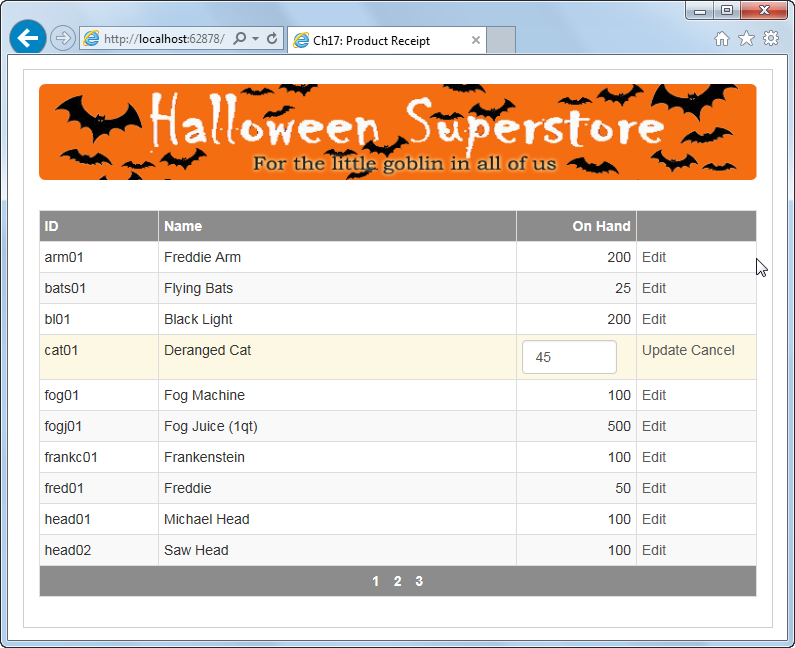 http://localhost:62878/
Ch17: Product Receipt
Halloween Superstore
For the little goblin in all of us
ID Name On Hand
arm01 Freddie Arm 200 Edit
bats01 Flying Bats 25 Edit
bl01 Black Light 200 Edit
cat01 Deranged Cat 45 Update Cancel
fog01 Fog Machine 100 Edit
fogj01 Fog Juice (1qt) 500 Edit
frankc01 Frankenstein 100 Edit
fred01 Freddie 50 Edit
head01 Michael Head 100 Edit
head02 Saw Head 100 Edit
1 2 3